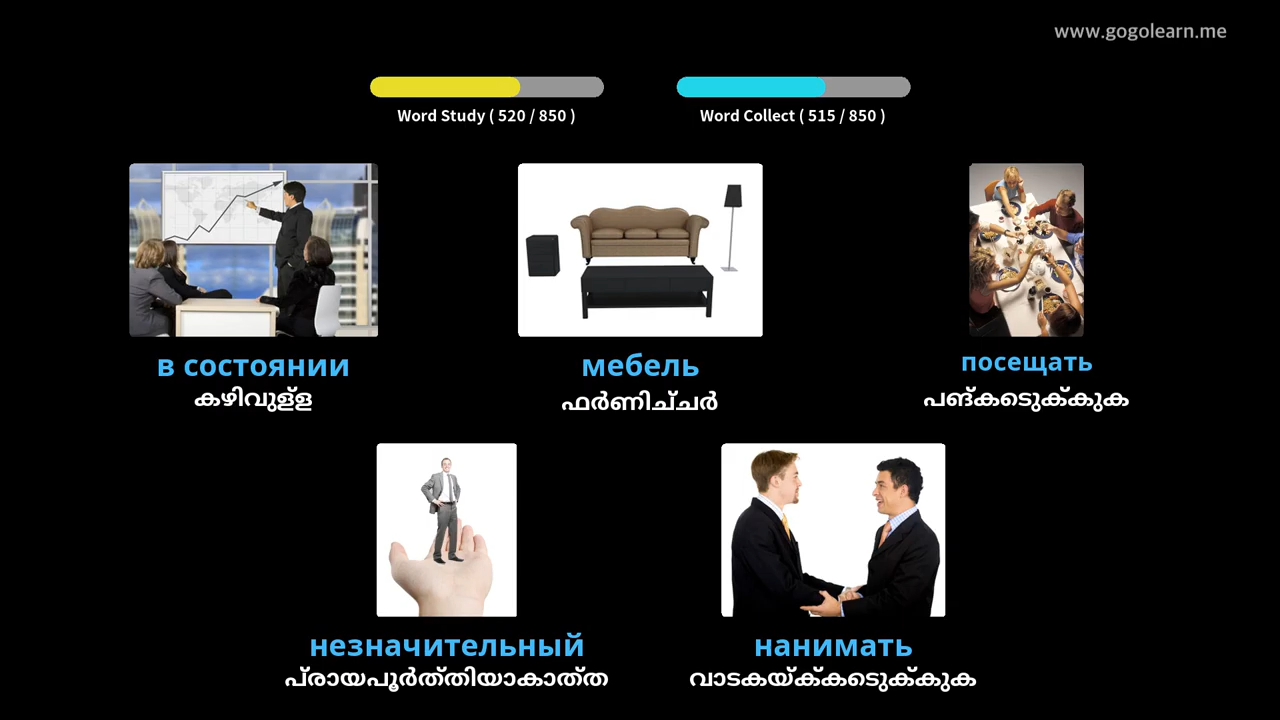 www.gogolearn.me
Word Study ( 520 / 850 )
Word Collect ( 515 / 850 )
в состоянии
കഴിവുള്ള
мебель
ഫർണിച്ചർ
посещать
പങ്കെടുക്കുക
незначительный
പ്രായപൂർത്തിയാകാത്ത
нанимать
വാടകയ്ക്കെടുക്കുക